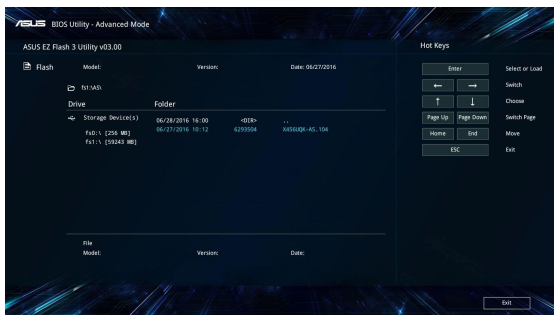 ASUS BIOS Utility - Advanced Mode
ASUS EZ Flash 3 Utility v03.00
Hot Keys
Flash Model: Version: Date: 06/27/2016
Enter Select or Load
fs1:\AS\
← → Switch
Drive Folder
↑ ↓ Choose
Storage Device(s) 06/28/2016 16:00 <DIR> ..
Page Up Page Down Switch Page
fs0:\ [256 MB] 06/27/2016 10:12 6293504 X456UQK-AS.104
Home End Move
fs1:\ [59243 MB]
ESC Exit
File
Model: Version: Date:
Exit